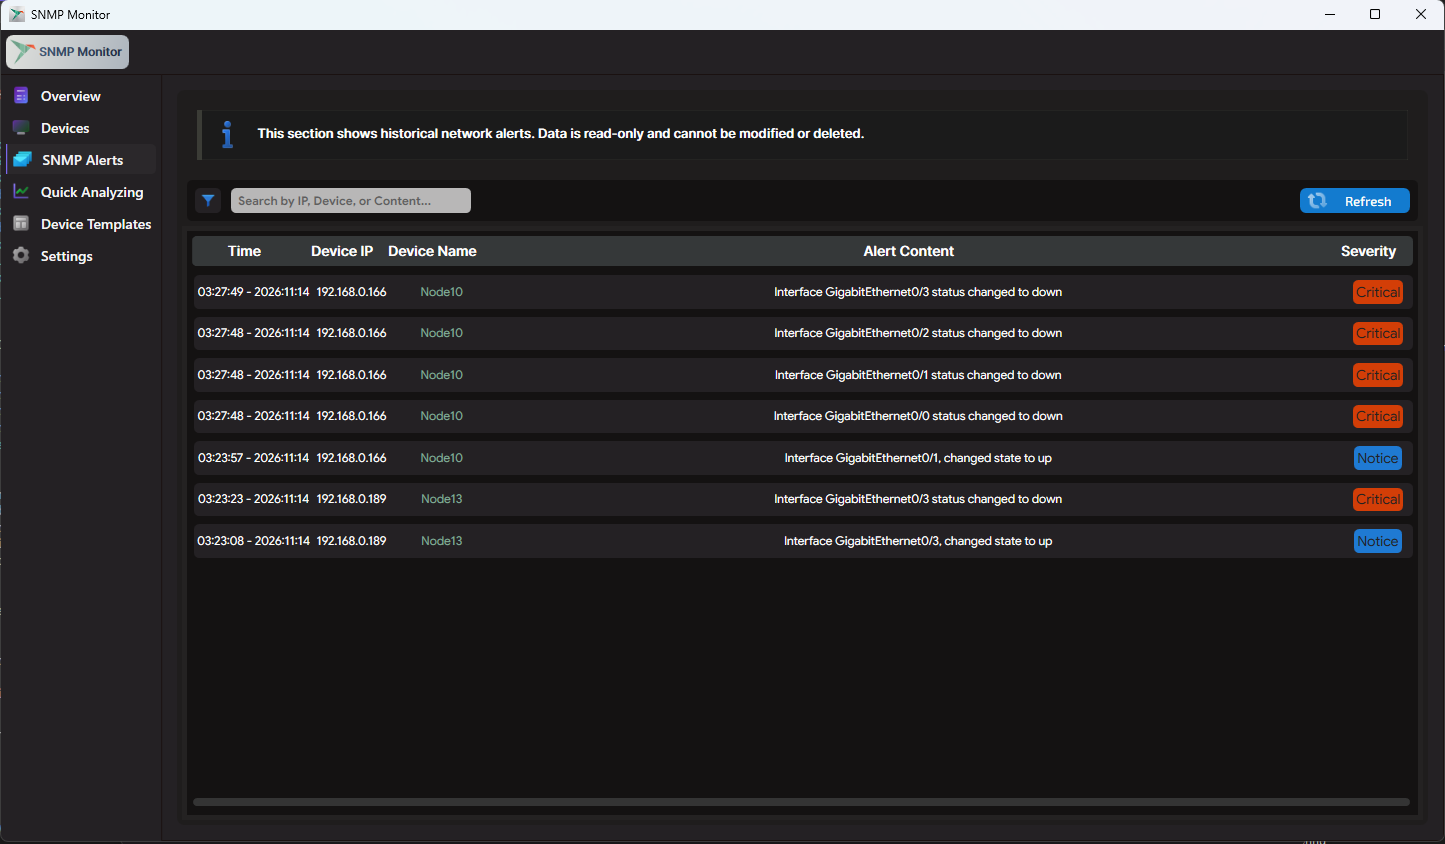 SNMP Monitor
SNMP Monitor
Overview
Devices
SNMP Alerts
Quick Analyzing
Device Templates
Settings
This section shows historical network alerts. Data is read-only and cannot be modified or deleted.
Search by IP, Device, or Content...
Refresh
Time Device IP Device Name Alert Content Severity
03:27:49 - 2026:11:14 192.168.0.166 Node10 Interface GigabitEthernet0/3 status changed to down Critical
03:27:48 - 2026:11:14 192.168.0.166 Node10 Interface GigabitEthernet0/2 status changed to down Critical
03:27:48 - 2026:11:14 192.168.0.166 Node10 Interface GigabitEthernet0/1 status changed to down Critical
03:27:48 - 2026:11:14 192.168.0.166 Node10 Interface GigabitEthernet0/0 status changed to down Critical
03:23:57 - 2026:11:14 192.168.0.166 Node10 Interface GigabitEthernet0/1, changed state to up Notice
03:23:23 - 2026:11:14 192.168.0.189 Node13 Interface GigabitEthernet0/3 status changed to down Critical
03:23:08 - 2026:11:14 192.168.0.189 Node13 Interface GigabitEthernet0/3, changed state to up Notice